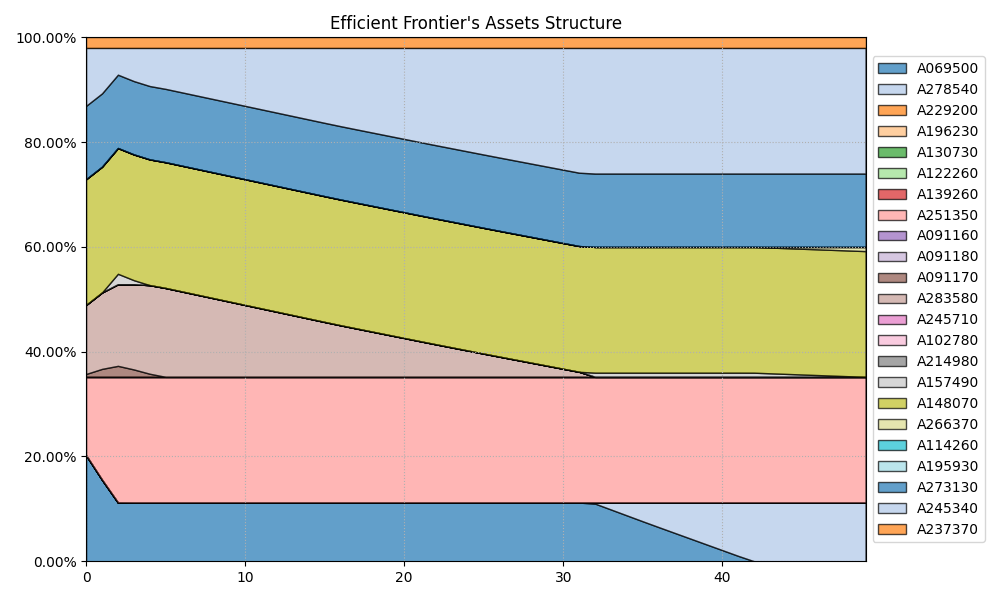 Efficient Frontier's Assets Structure
100.00%
80.00%
60.00%
40.00%
20.00%
0.00%
0
10
20
30
40
A069500
A278540
A229200
A196230
A130730
A122260
A139260
A251350
A091160
A091180
A091170
A283580
A245710
A102780
A214980
A157490
A148070
A266370
A114260
A195930
A273130
A245340
A237370